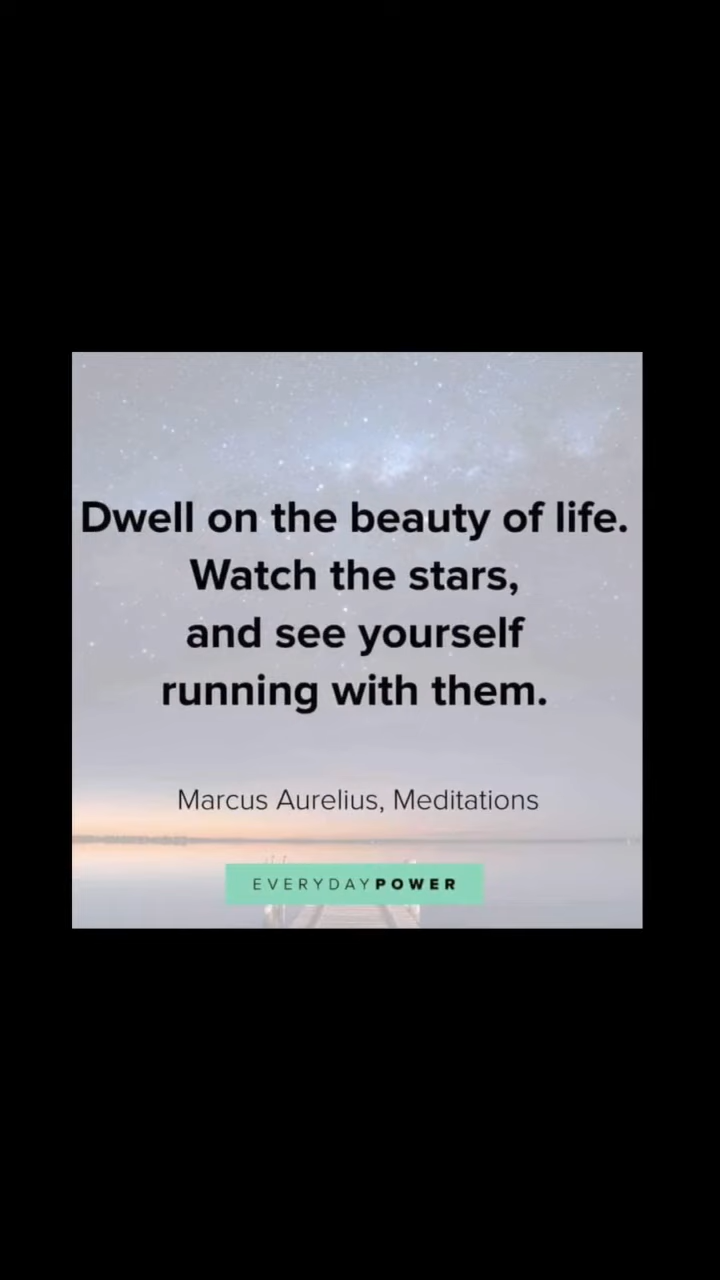 Dwell on the beauty of life.
Watch the stars,
and see yourself
running with them.
Marcus Aurelius, Meditations
EVERYDAYPOWER